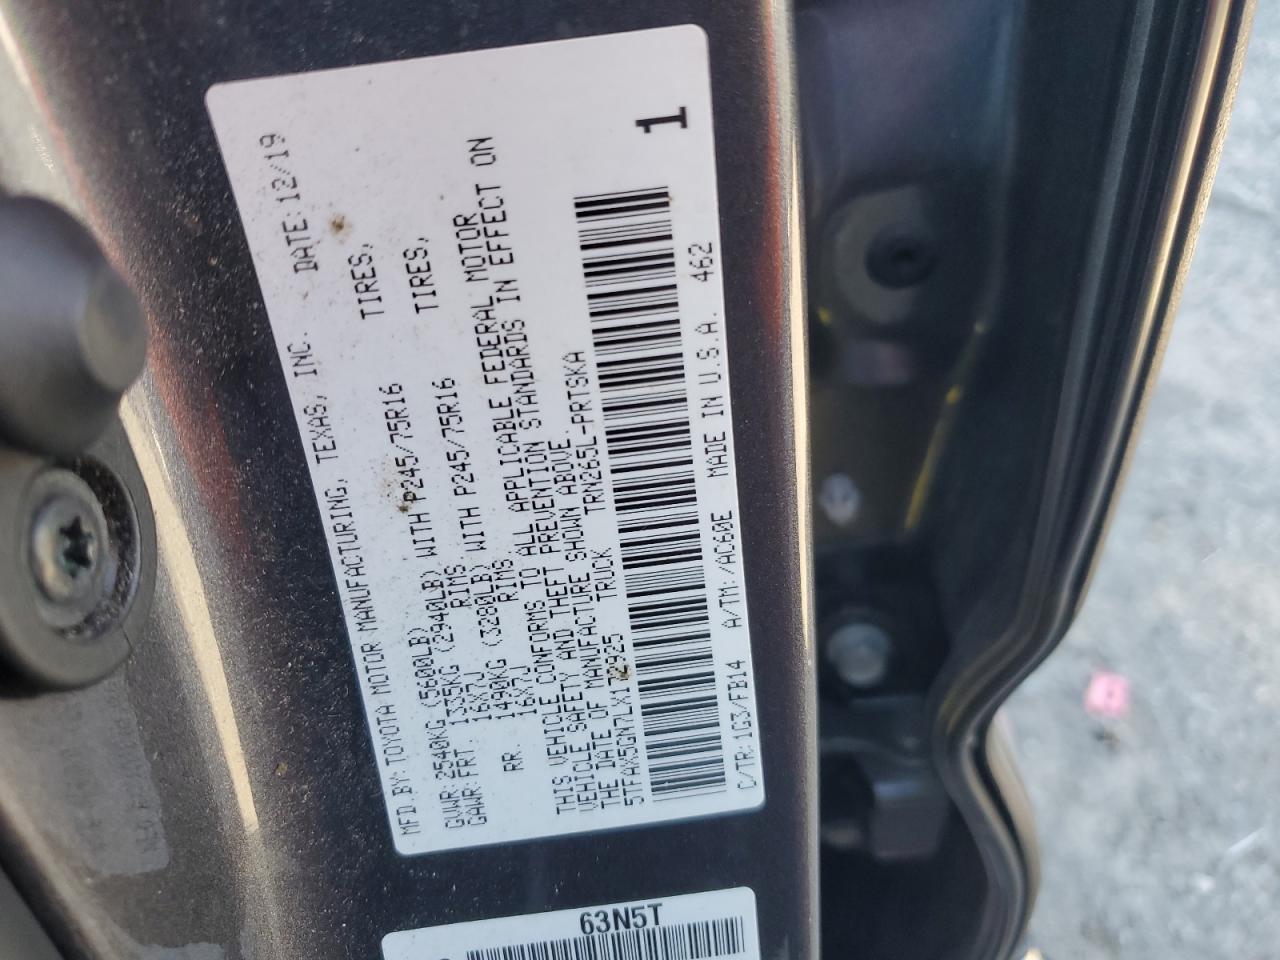 MFD.BY:TOYOTA MOTOR MANUFACTURING, TEXAS, INC. DATE:12/19
GVWR:2540KG (5600LB)
GAWR:FRT. 1335KG (2940LB) WITH P245/75R16 TIRES,
16X7J RIMS
RR. 1490KG (3280LB) WITH P245/75R16 TIRES,
16X7J RIMS
THIS VEHICLE CONFORMS TO ALL APPLICABLE FEDERAL MOTOR
VEHICLE SAFETY AND THEFT PREVENTION STANDARDS IN EFFECT ON
THE DATE OF MANUFACTURE SHOWN ABOVE.
TRUCK TRN265L-PRTSKA
1
C/TR:1G3/FB14 A/TM:/AC60E MADE IN U.S.A. 462
63N5T